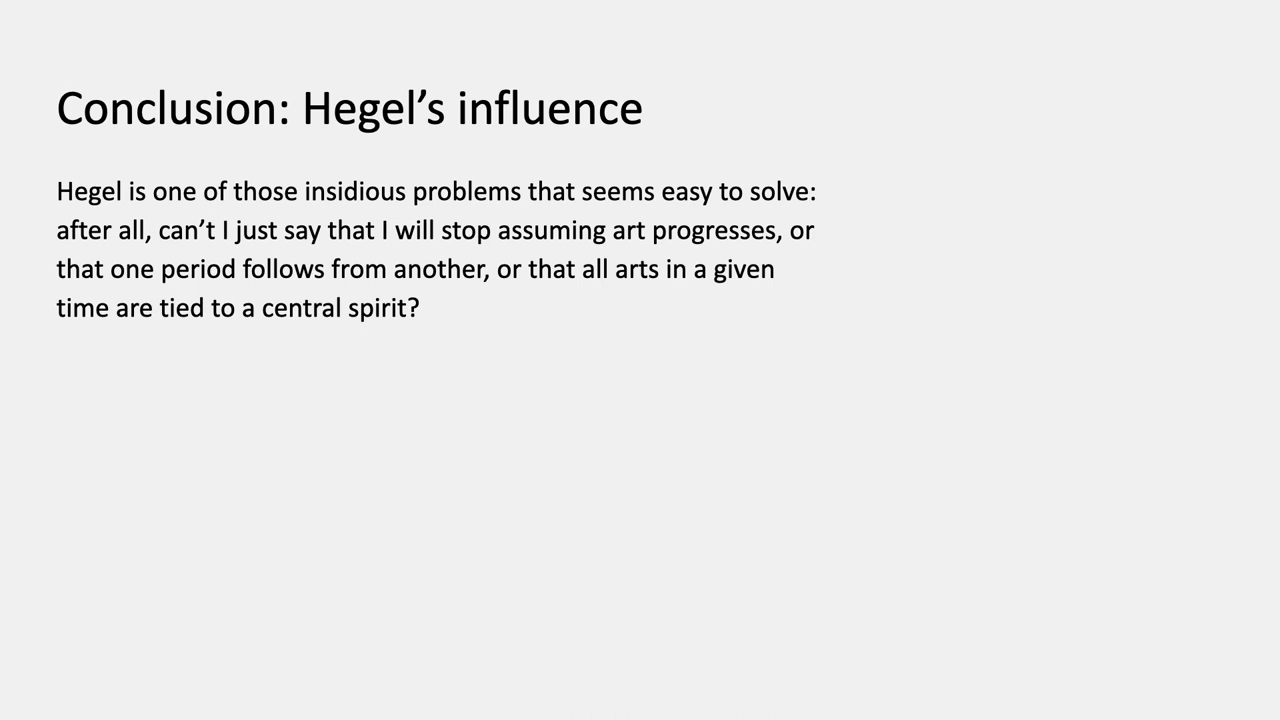 Conclusion: Hegel’s influence
Hegel is one of those insidious problems that seems easy to solve:
after all, can’t I just say that I will stop assuming art progresses, or
that one period follows from another, or that all arts in a given
time are tied to a central spirit?